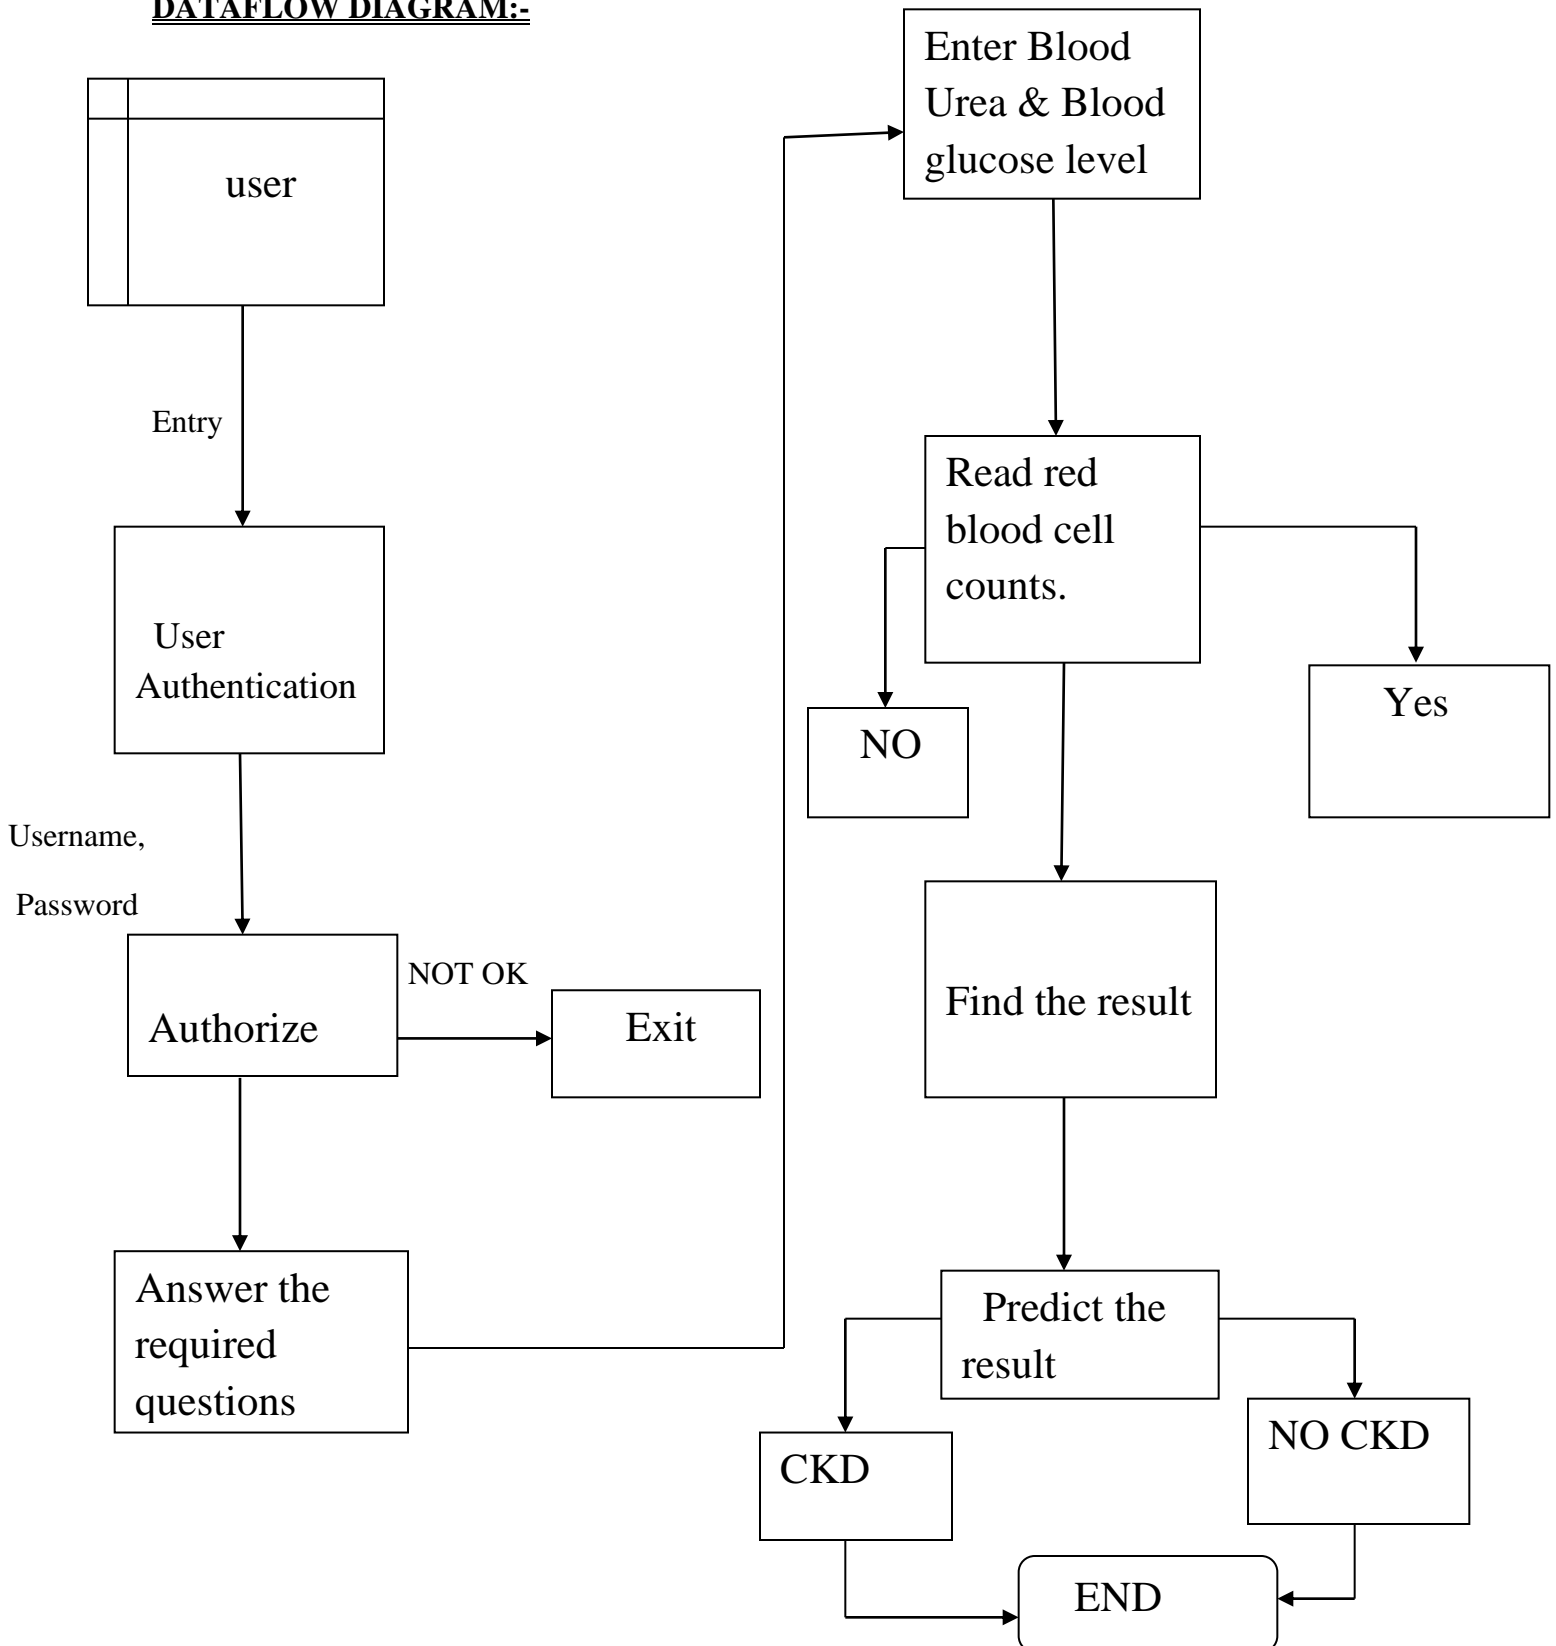 DATAFLOW DIAGRAM:-
user
Entry
User
Authentication
Username,
Password
Authorize
NOT OK
Exit
Answer the
required
questions
Enter Blood
Urea & Blood
glucose level
Read red
blood cell
counts.
NO
Yes
Find the result
Predict the
result
CKD
NO CKD
END